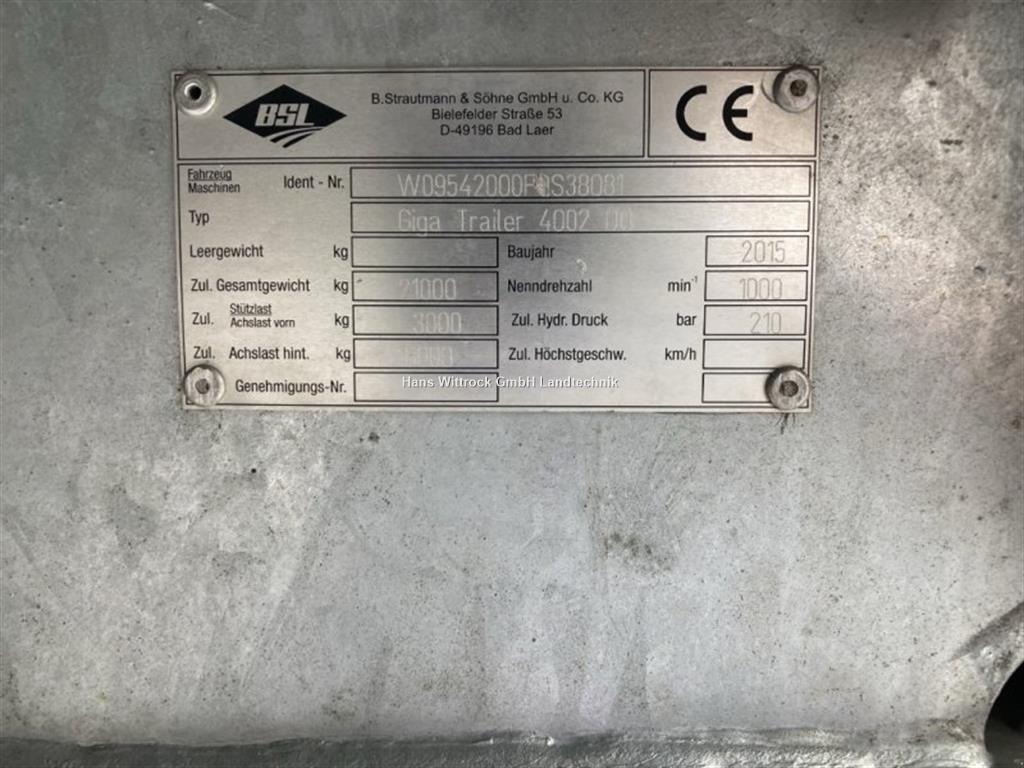 BSL
B.Strautmann & Söhne GmbH u. Co. KG
Bielefelder Straße 53
D-49196 Bad Laer
CE
Fahrzeug
Maschinen
Ident - Nr.
Typ Giga Trailer 4002 DO
Leergewicht kg
Baujahr 2015
Zul. Gesamtgewicht kg 21000
Nenndrehzahl min⁻¹ 1000
Zul. Stützlast
Achslast vorn kg 3000
Zul. Hydr. Druck bar 210
Zul. Achslast hint. kg
Zul. Höchstgeschw. km/h
Genehmigungs-Nr.
Hans Wittrock GmbH Landtechnik